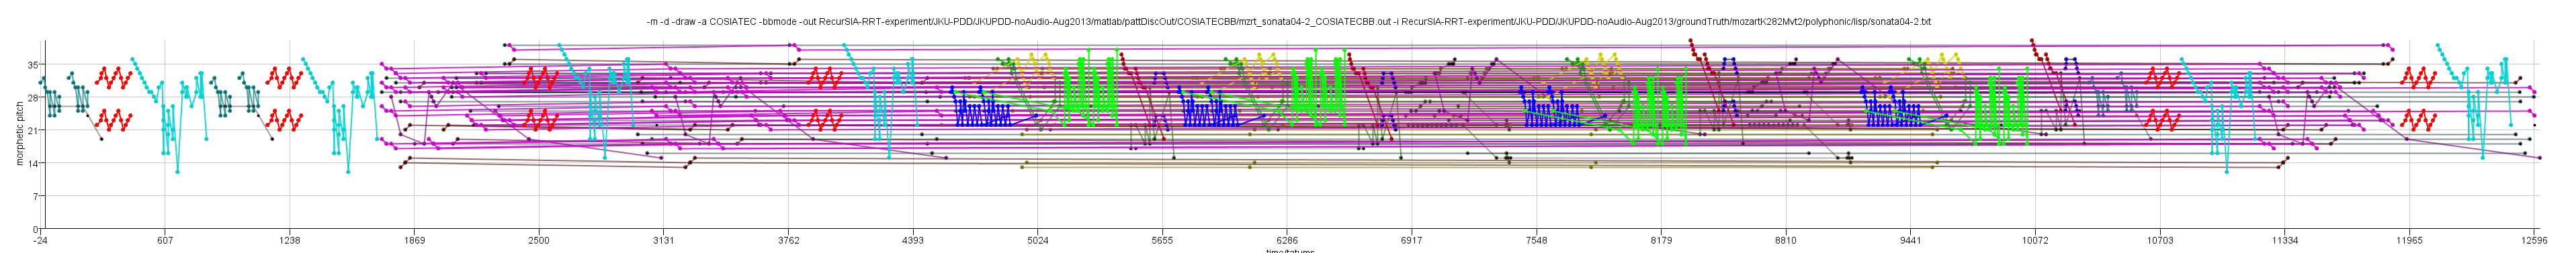 -m -d -draw -a COSIATEC -bbmode -out RecurSIA-RRT-experiment/JKU-PDD/JKUPDD-noAudio-Aug2013/matlab/pattDiscOut/COSIATECBB/mzrt_sonata04-2_COSIATECBB.out -i RecurSIA-RRT-experiment/JKU-PDD/JKUPDD-noAudio-Aug2013/groundTruth/mozartK282Mvt2/polyphonic/lisp/sonata04-2.txt
morphetic pitch
35
28
21
14
7
0
-24 607 1238 1869 2500 3131 3762 4393 5024 5655 6286 6917 7548 8179 8810 9441 10072 10703 11334 11965 12596
time/tatums